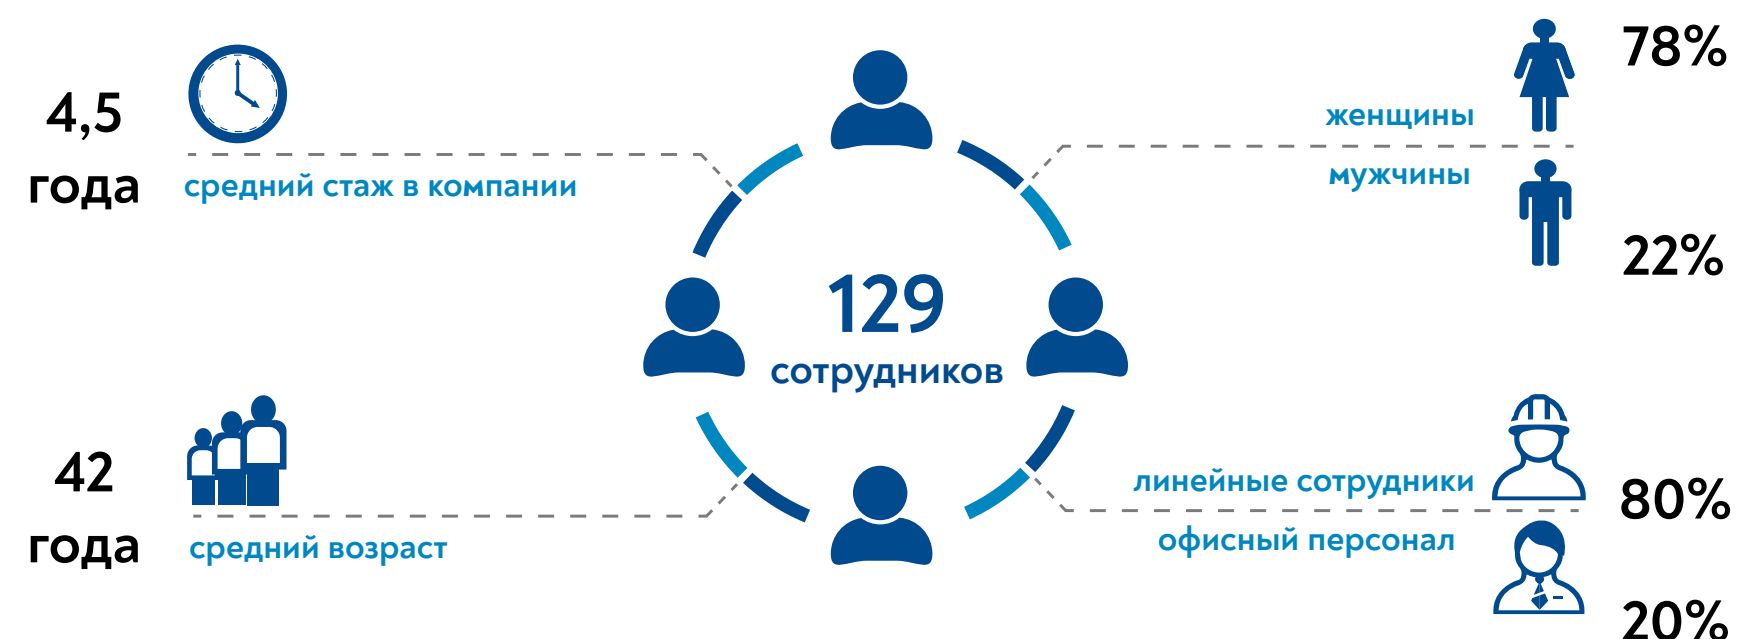 4,5
года
средний стаж в компании
78%
женщины
мужчины
22%
129
сотрудников
42
года
средний возраст
линейные сотрудники
80%
офисный персонал
20%